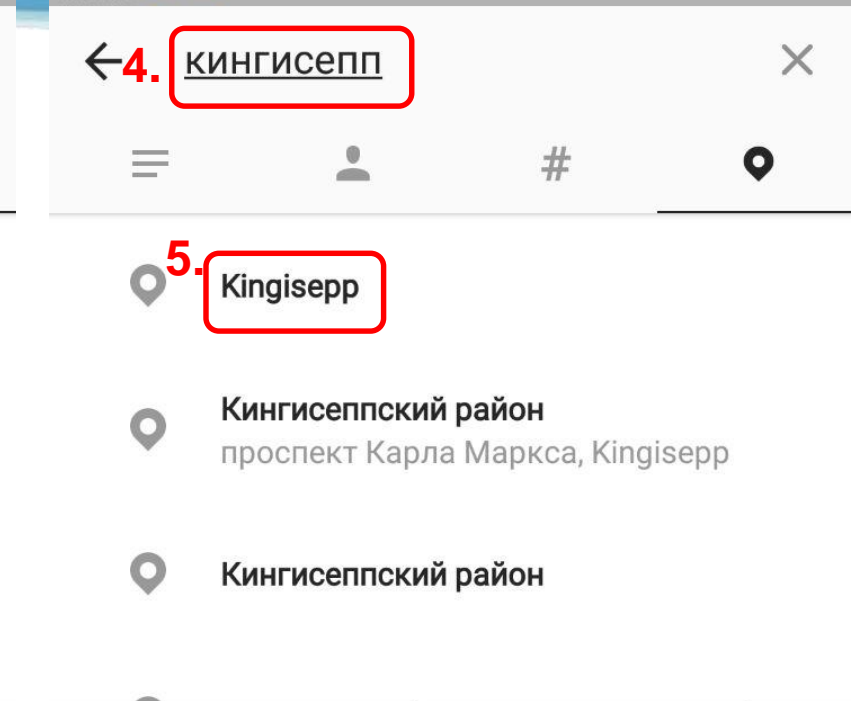 4. кингисепп
#
5. Kingisepp
Кингисеппский район
проспект Карла Маркса, Kingisepp
Кингисеппский район